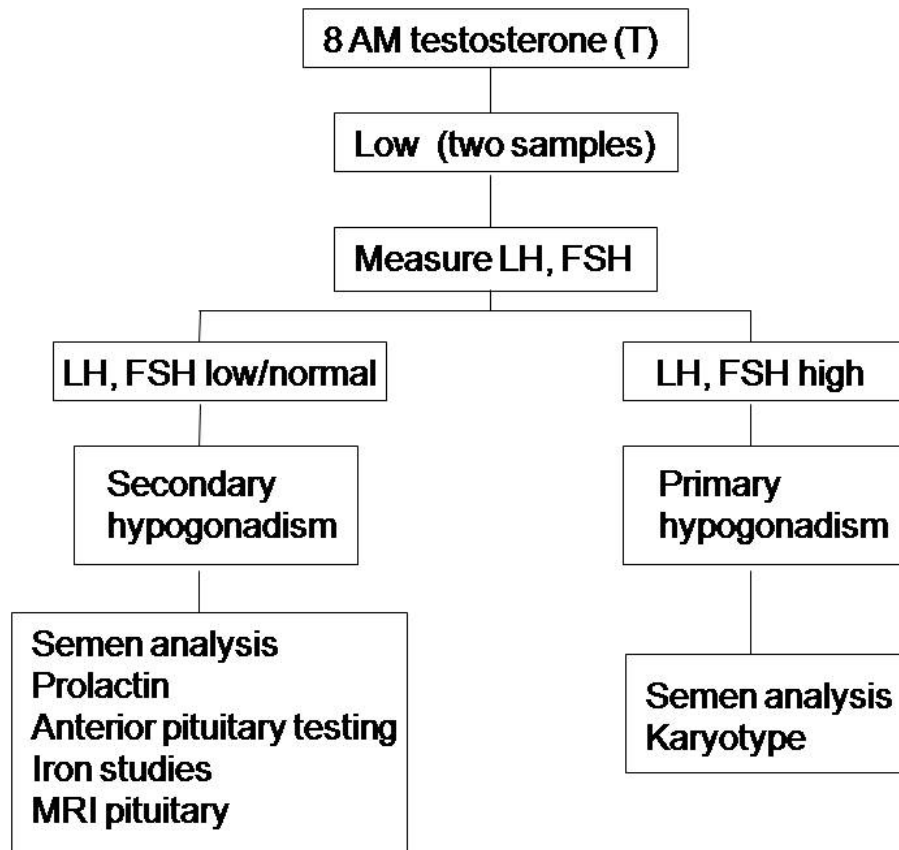 8 AM testosterone (T)
Low (two samples)
Measure LH, FSH
LH, FSH low/normal
LH, FSH high
Secondary
hypogonadism
Primary
hypogonadism
Semen analysis
Prolactin
Anterior pituitary testing
Iron studies
MRI pituitary
Semen analysis
Karyotype